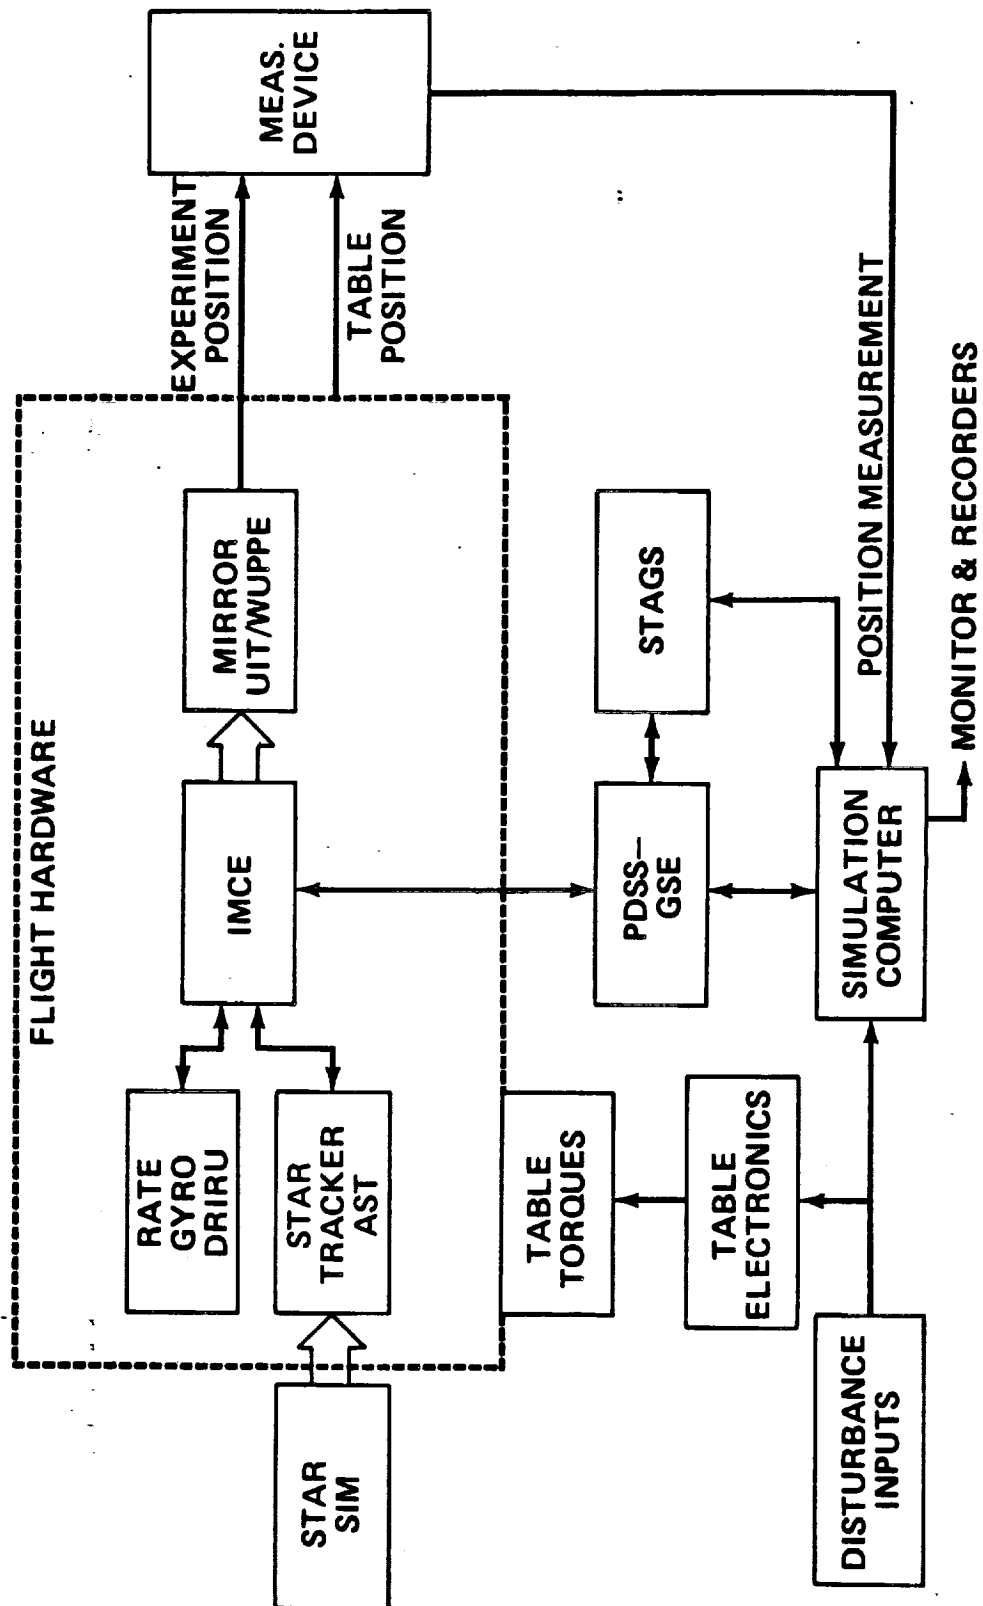 FLIGHT HARDWARE
STAR
SIM
RATE
GYRO
DRIRU
STAR
TRACKER
AST
IMCE
MIRROR
UIT/WUPPE
EXPERIMENT
POSITION
TABLE
POSITION
MEAS.
DEVICE
TABLE
TORQUES
TABLE
ELECTRONICS
DISTURBANCE
INPUTS
PDSS—
GSE
STAGS
SIMULATION
COMPUTER
POSITION MEASUREMENT
MONITOR & RECORDERS